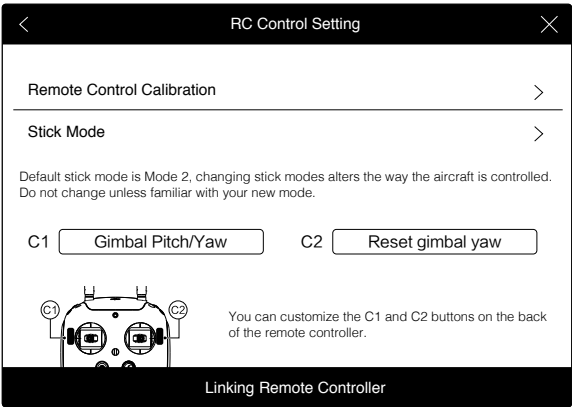 RC Control Setting
Remote Control Calibration
Stick Mode
Default stick mode is Mode 2, changing stick modes alters the way the aircraft is controlled.
Do not change unless familiar with your new mode.
C1 Gimbal Pitch/Yaw C2 Reset gimbal yaw
C1 C2
You can customize the C1 and C2 buttons on the back
of the remote controller.
Linking Remote Controller